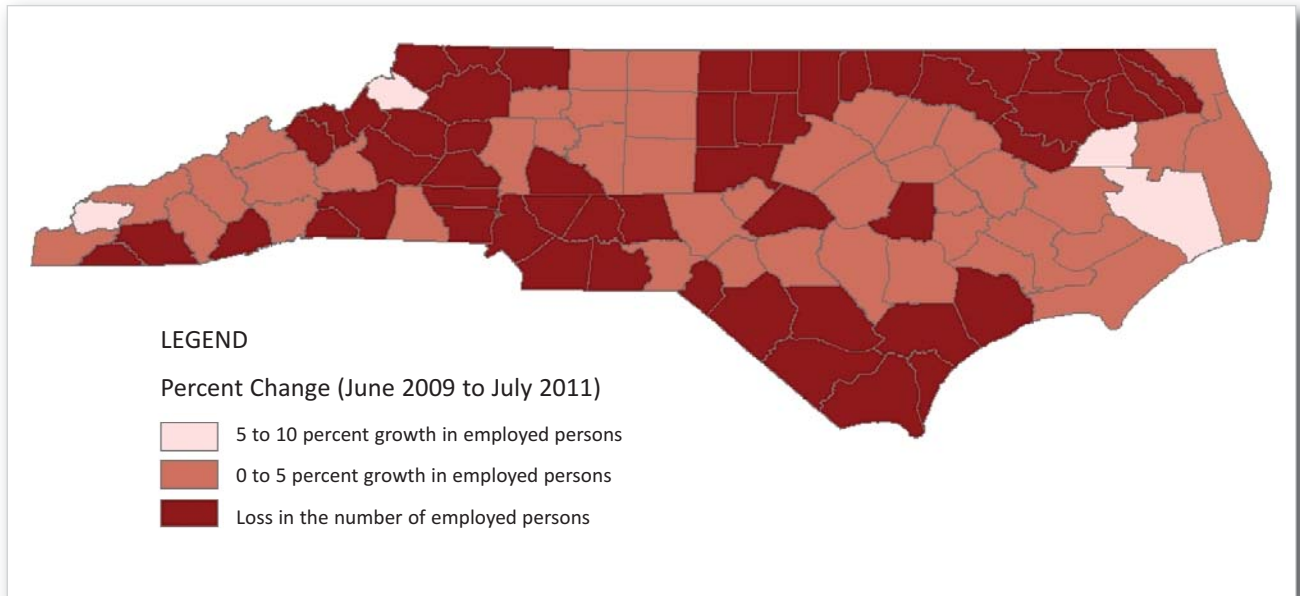 LEGEND
Percent Change (June 2009 to July 2011)
5 to 10 percent growth in employed persons
0 to 5 percent growth in employed persons
Loss in the number of employed persons